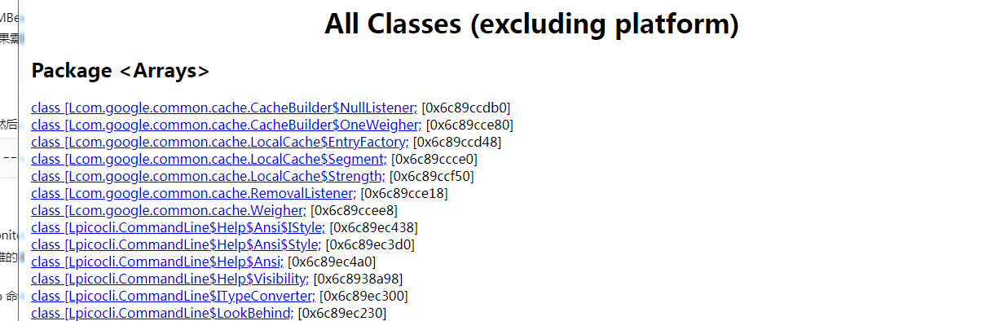 All Classes (excluding platform)
Package <Arrays>
class [Lcom.google.common.cache.CacheBuilder$NullListener; [0x6c89ccdb0]
class [Lcom.google.common.cache.CacheBuilder$OneWeigher; [0x6c89cce80]
class [Lcom.google.common.cache.LocalCache$EntryFactory; [0x6c89ccd48]
class [Lcom.google.common.cache.LocalCache$Segment; [0x6c89ccce0]
class [Lcom.google.common.cache.LocalCache$Strength; [0x6c89ccf50]
class [Lcom.google.common.cache.RemovalListener; [0x6c89cce18]
class [Lcom.google.common.cache.Weigher; [0x6c89ccee8]
class [Lpicocli.CommandLine$Help$Ansi$IStyle; [0x6c89ec438]
class [Lpicocli.CommandLine$Help$Ansi$Style; [0x6c89ec3d0]
class [Lpicocli.CommandLine$Help$Ansi; [0x6c89ec4a0]
class [Lpicocli.CommandLine$Help$Visibility; [0x6c8938a98]
class [Lpicocli.CommandLine$ITypeConverter; [0x6c89ec300]
class [Lpicocli.CommandLine$LookBehind; [0x6c89ec230]
MBe
果需
然后
--
onito
准的
命